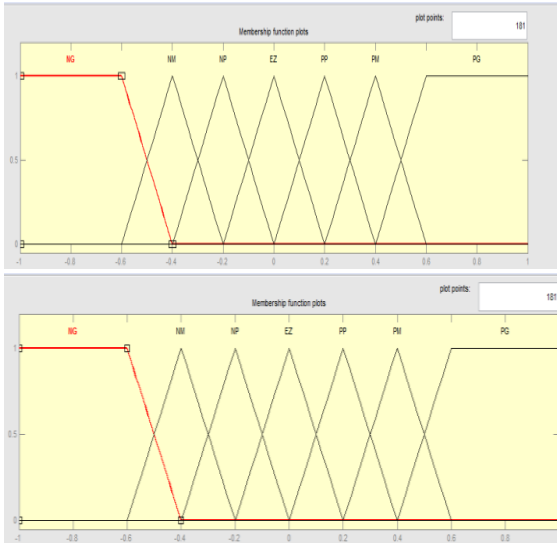 plot points: 181
Membership function plots
NG NM NP EZ PP PM PG
1
0.5
0
-1 -0.8 -0.6 -0.4 -0.2 0 0.2 0.4 0.6 0.8 1
plot points: 181
Membership function plots
NG NM NP EZ PP PM PG
1
0.5
0
-1 -0.8 -0.6 -0.4 -0.2 0 0.2 0.4 0.6 0.8